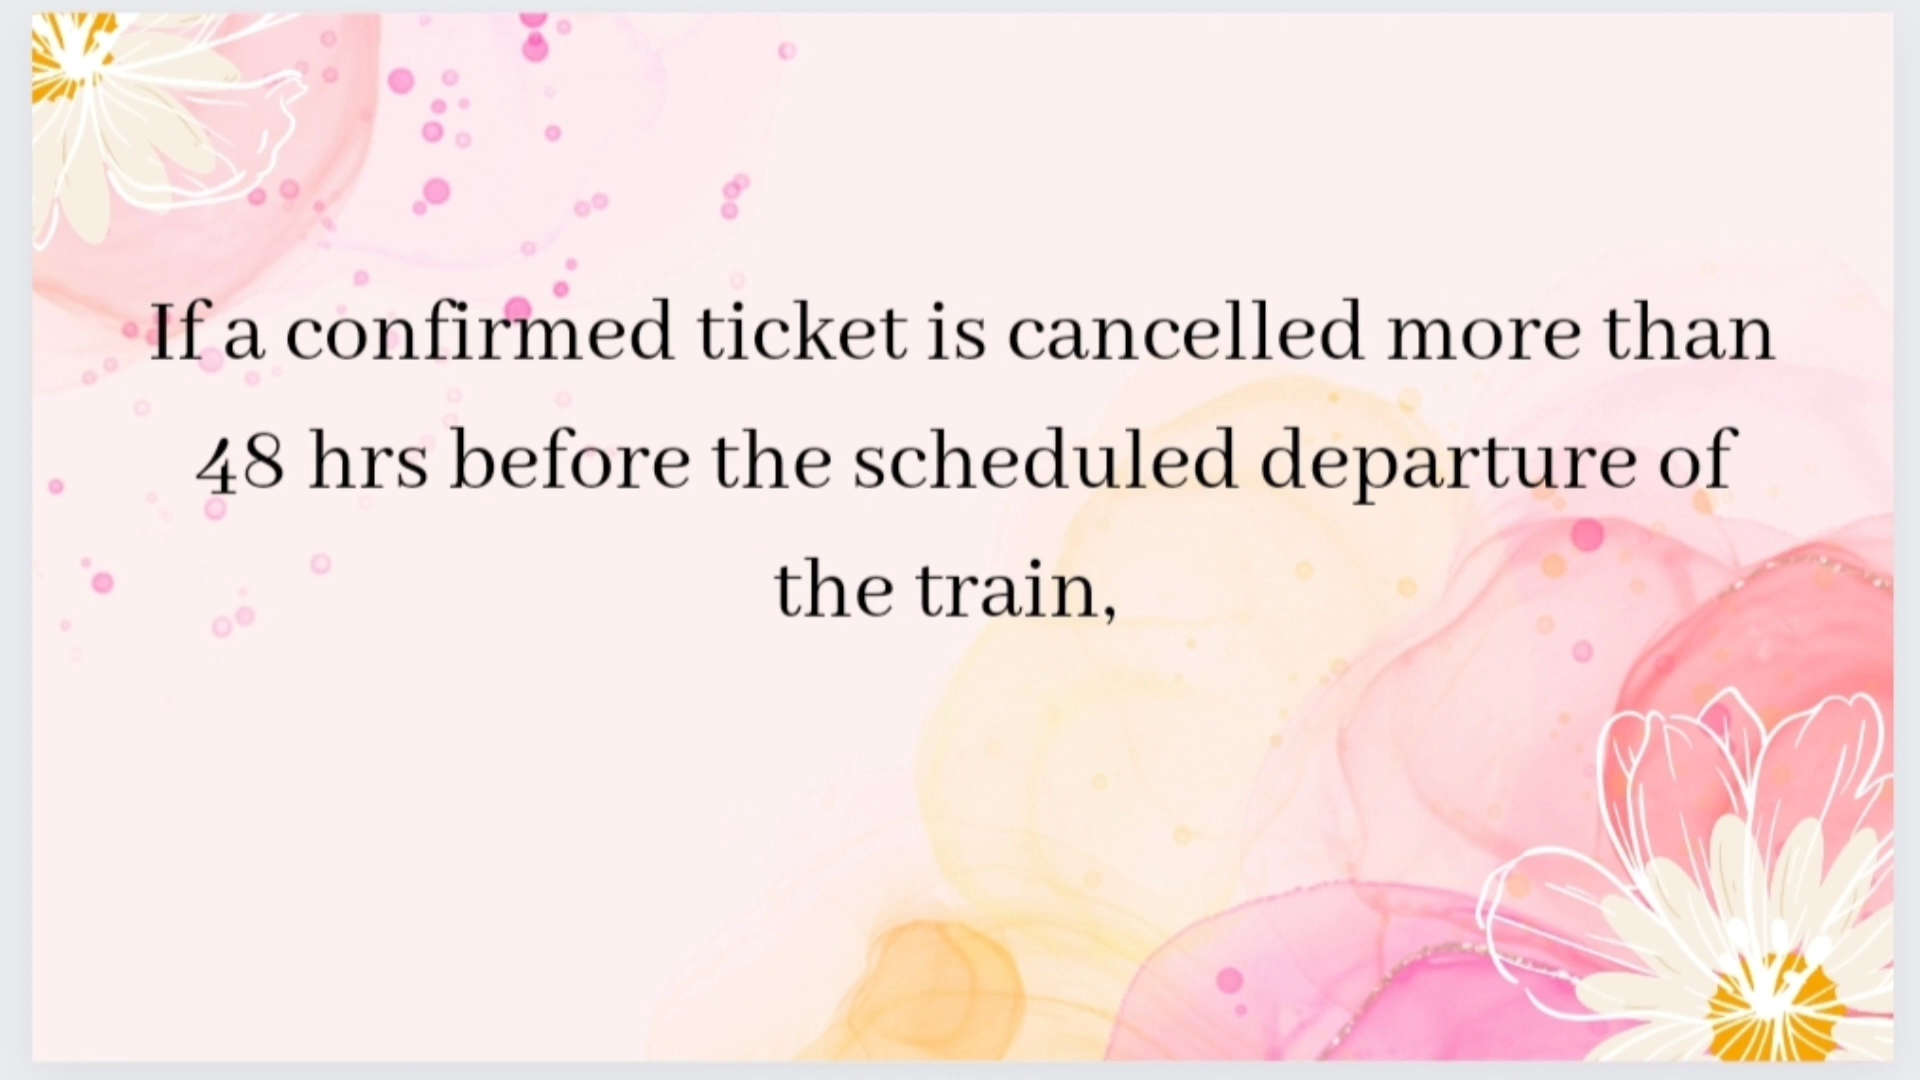 If a confirmed ticket is cancelled more than
48 hrs before the scheduled departure of
the train,